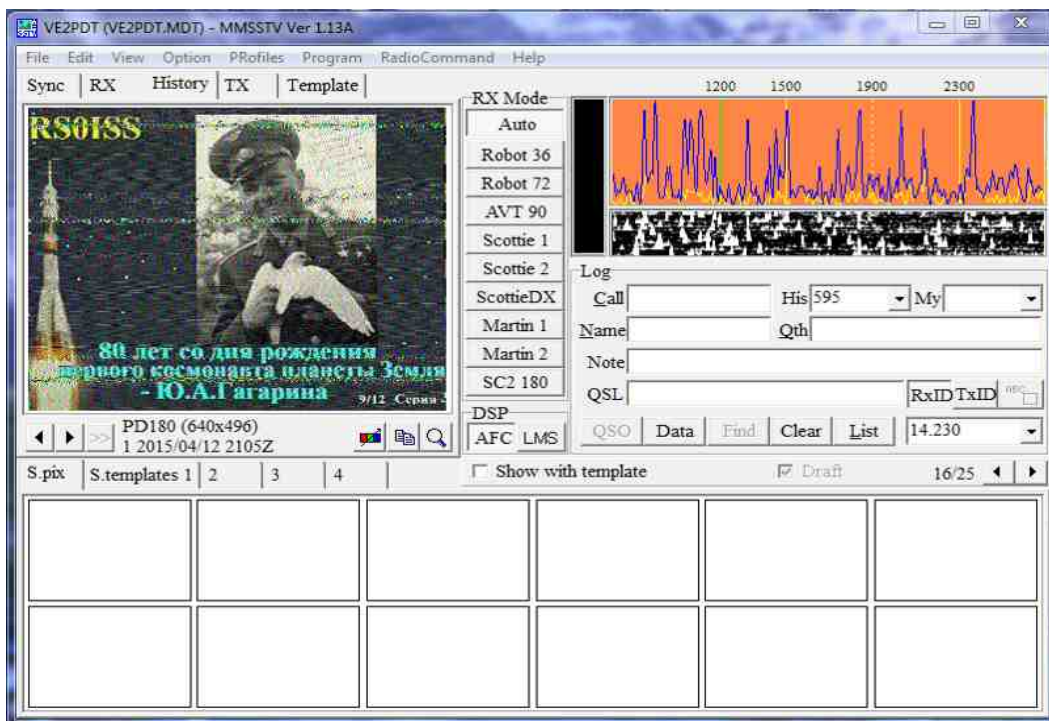 VE2PDT (VE2PDT.MDT) - MMSSTV Ver 1.13A
File Edit View Option PRofiles Program RadioCommand Help
Sync RX History TX Template
RS0ISS
80 лет со дня рождения
первого космонавта планеты Земля
- Ю.А.Гагарина
9/12 Серия
PD180 (640x496)
1 2015/04/12 2105Z
RX Mode
Auto
Robot 36
Robot 72
AVT 90
Scottie 1
Scottie 2
ScottieDX
Martin 1
Martin 2
SC2 180
DSP
AFC LMS
1200 1500 1900 2300
Log
Call His 595 My
Name Qth
Note
QSL RxID TxID
QSO Data Find Clear List 14.230
S.pix S.templates 1 2 3 4
Show with template Draft 16/25